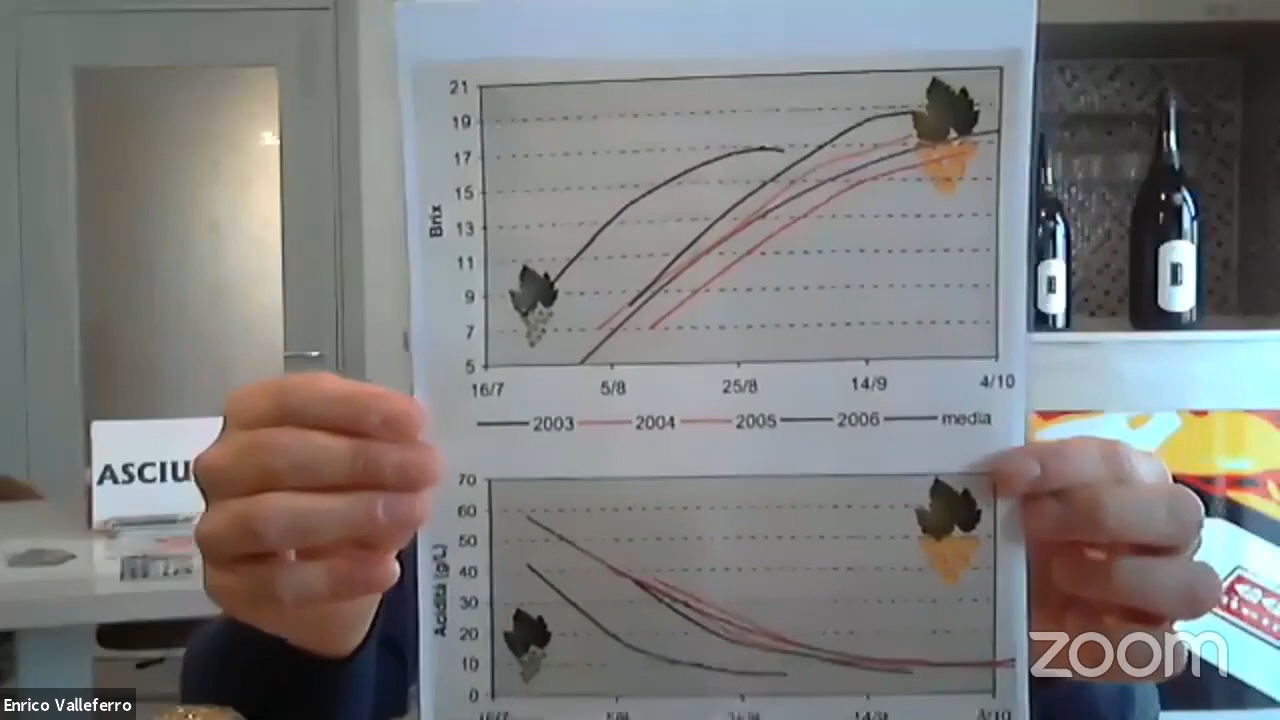 21
19
17
15
13
11
9
7
5
Brix
16/7 5/8 25/8 14/9 4/10
2003 2004 2005 2006 media
ASCIU
70
60
50
40
30
20
10
0
Acidità (g/L)
zoom
Enrico Valleferro